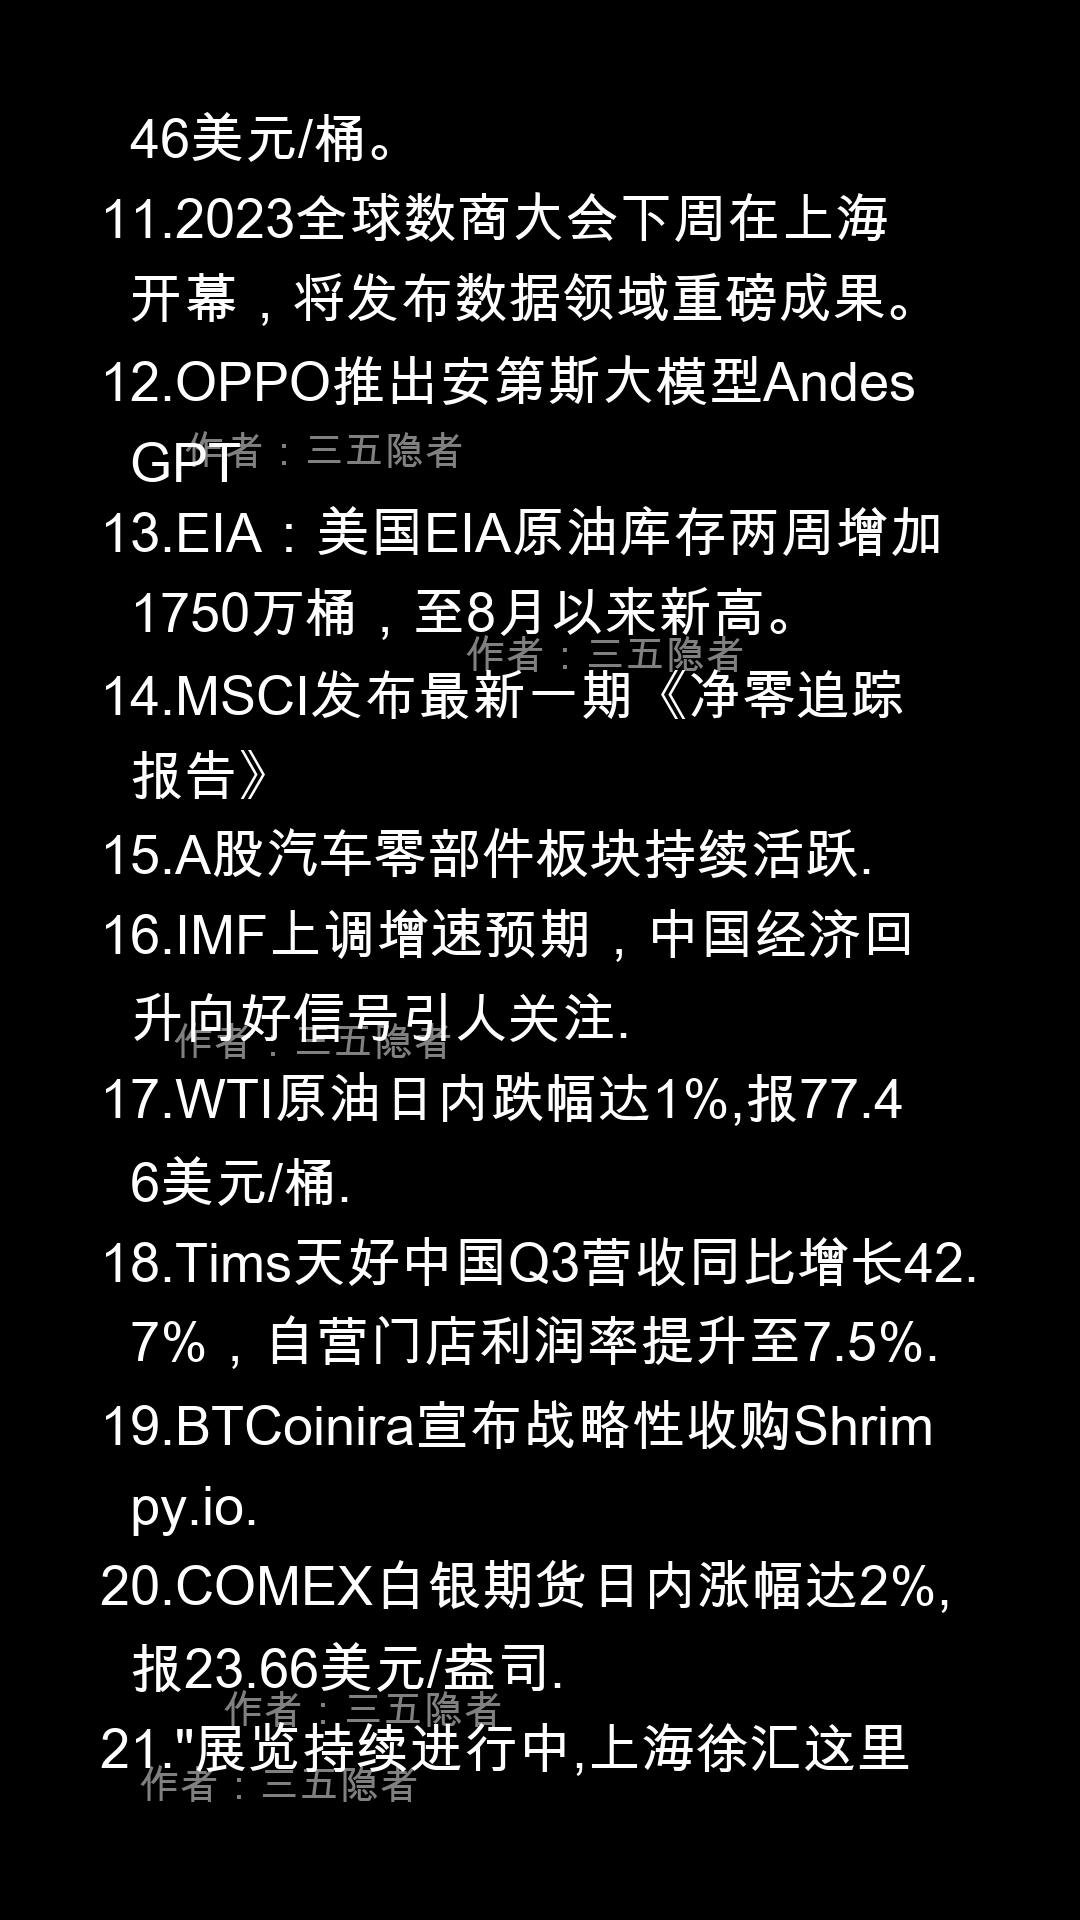 46美元/桶。
11.2023全球数商大会下周在上海
开幕，将发布数据领域重磅成果。
12.OPPO推出安第斯大模型Andes
作者：三五隐者
GPT
13.EIA：美国EIA原油库存两周增加
1750万桶，至8月以来新高。
作者：三五隐者
14.MSCI发布最新一期《净零追踪
报告》
15.A股汽车零部件板块持续活跃.
16.IMF上调增速预期，中国经济回
升向好信号引人关注.
作者：三五隐者
17.WTI原油日内跌幅达1%,报77.4
6美元/桶.
18.Tims天好中国Q3营收同比增长42.
7%，自营门店利润率提升至7.5%.
19.BTCoinira宣布战略性收购Shrim
py.io.
20.COMEX白银期货日内涨幅达2%,
报23.66美元/盎司.
作者：三五隐者
21."展览持续进行中,上海徐汇这里
作者：三五隐者